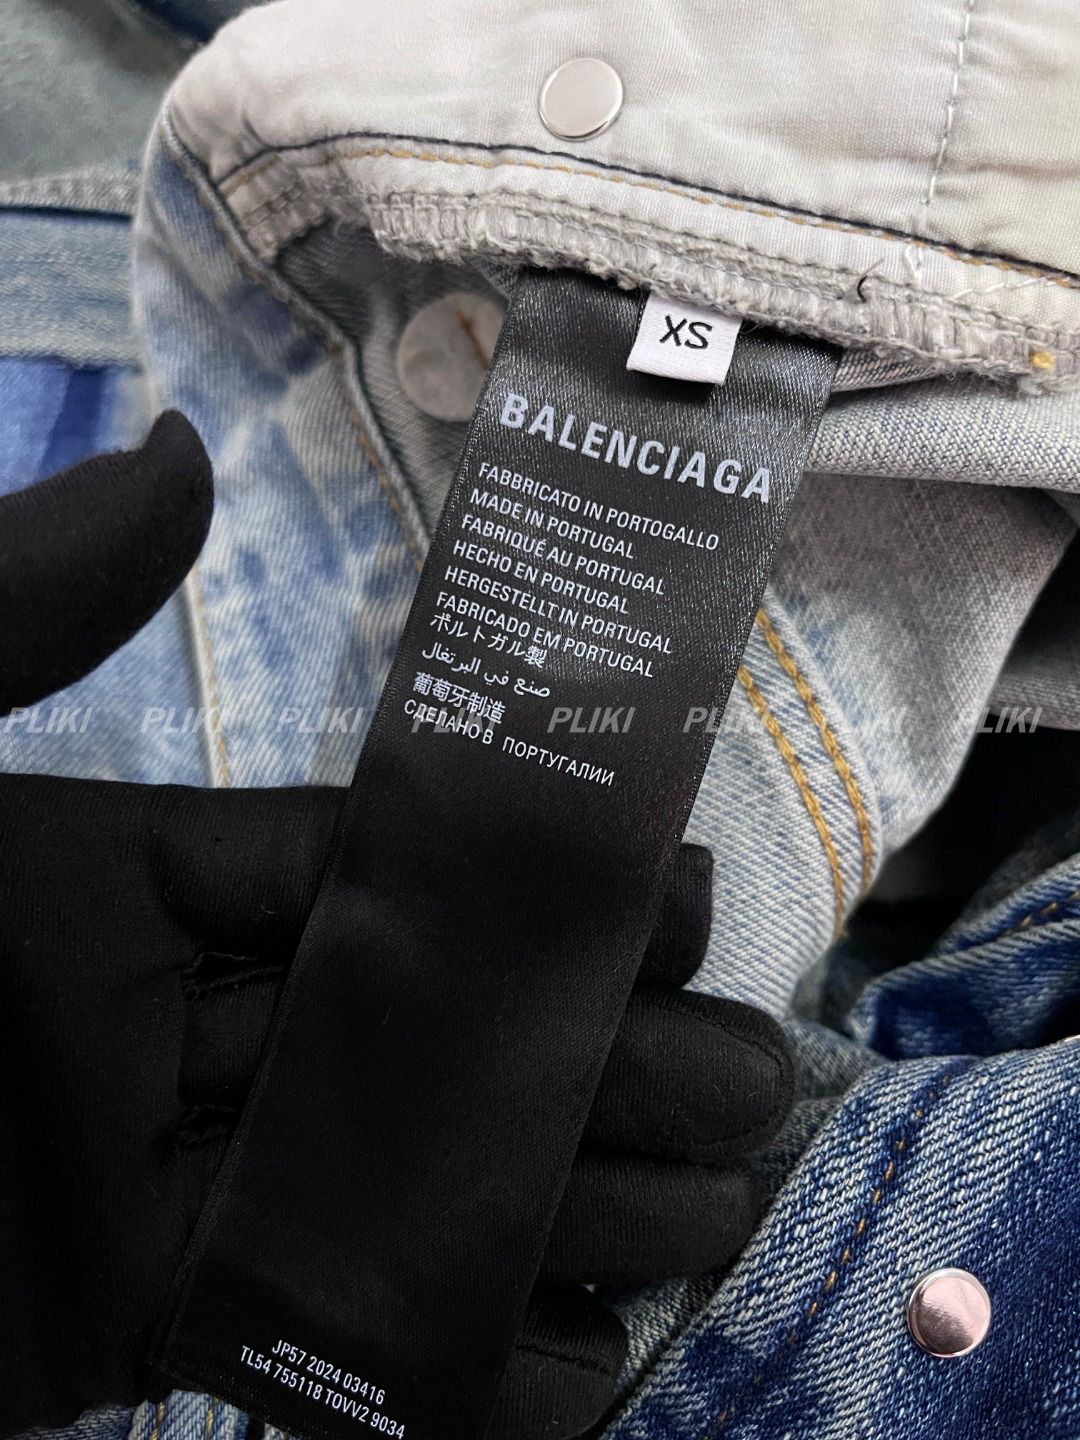 XS
BALENCIAGA
FABBRICATO IN PORTOGALLO
MADE IN PORTUGAL
FABRIQUÉ AU PORTUGAL
HECHO EN PORTUGAL
HERGESTELLT IN PORTUGAL
FABRICADO EM PORTUGAL
ポルトガル製
صنع في البرتغال
葡萄牙制造
СДЕЛАНО В ПОРТУГАЛИИ
PLIKI PLIKI PLIKI PLIKI PLIKI PLIKI PLIKI PLIKI
JP57 2024 03416
TL54 755118 TOVV2 9034